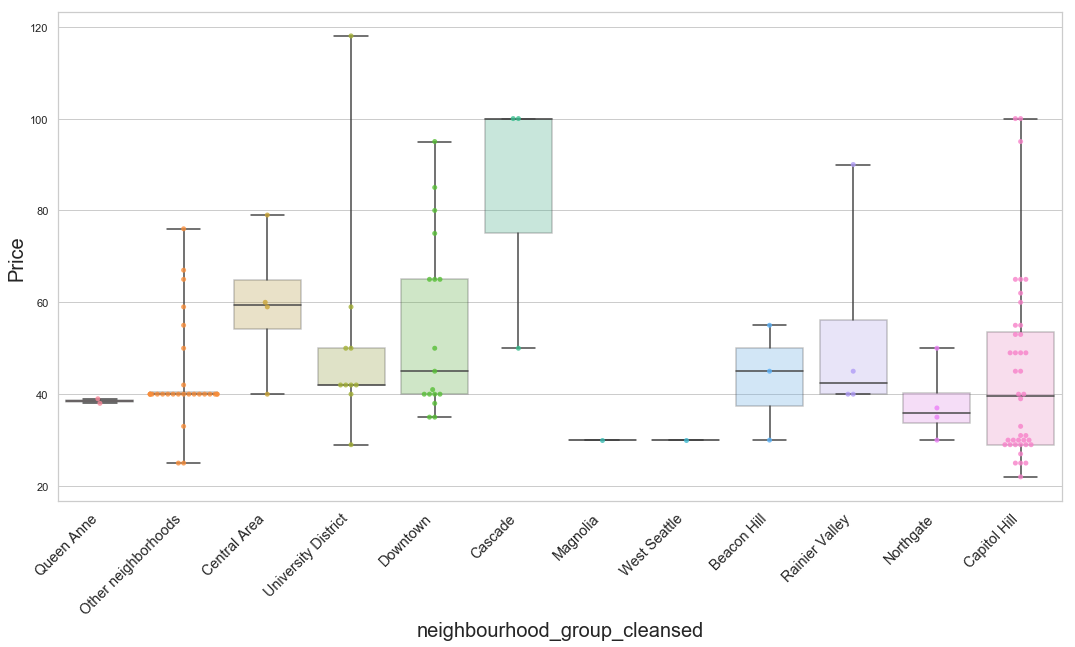 120
100
80
60
40
20
Price
Queen Anne
Other neighborhoods
Central Area
University District
Downtown
Cascade
Magnolia
West Seattle
Beacon Hill
Rainier Valley
Northgate
Capitol Hill
neighbourhood_group_cleansed